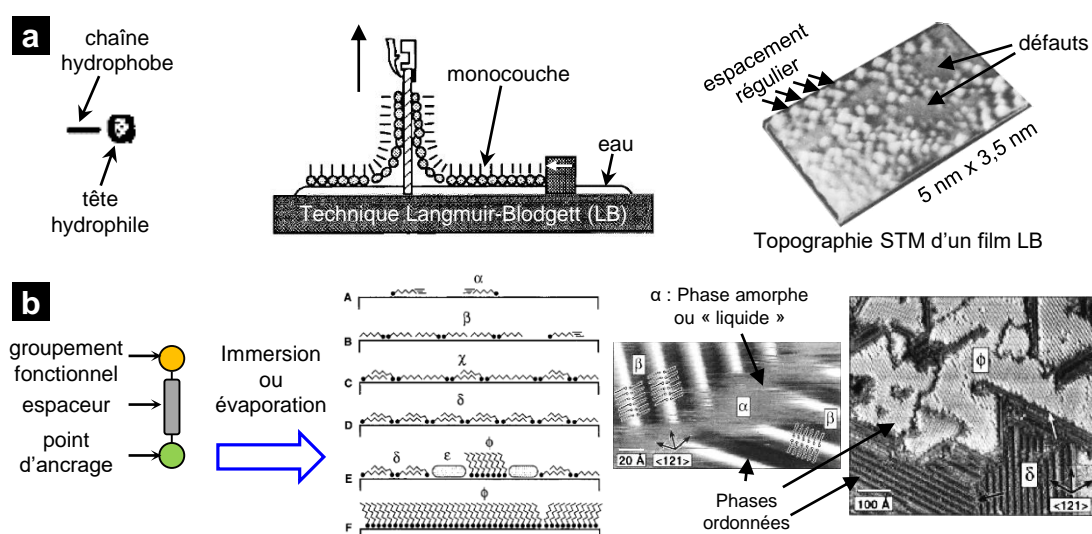 a
chaîne
hydrophobe
tête
hydrophile
monocouche
eau
Technique Langmuir-Blodgett (LB)
espacement
régulier
défauts
5 nm x 3,5 nm
Topographie STM d'un film LB
b
groupement
fonctionnel
espaceur
point
d'ancrage
Immersion
ou
évaporation
α
A
β
B
χ
C
δ
D
δ ε ϕ
E
ϕ
F
α : Phase amorphe
ou « liquide »
β
α
β
20 Å <121>
Phases
ordonnées
ϕ
δ
100 Å <121>